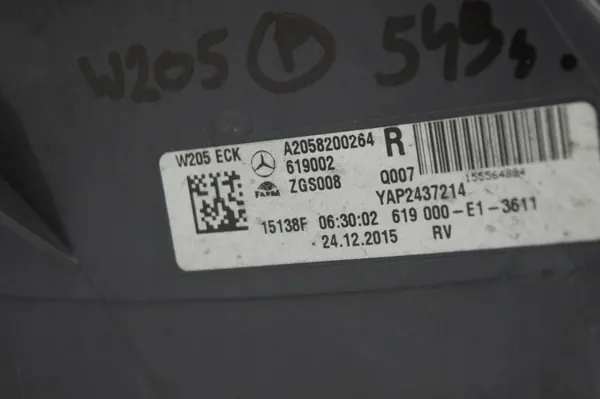 W205 P 549s.
W205 ECK A2058200264 R
619002
ZGS008 Q007 155564884
YAP2437214
15138F 06:30:02 619 000-E1-3611
24.12.2015 RV